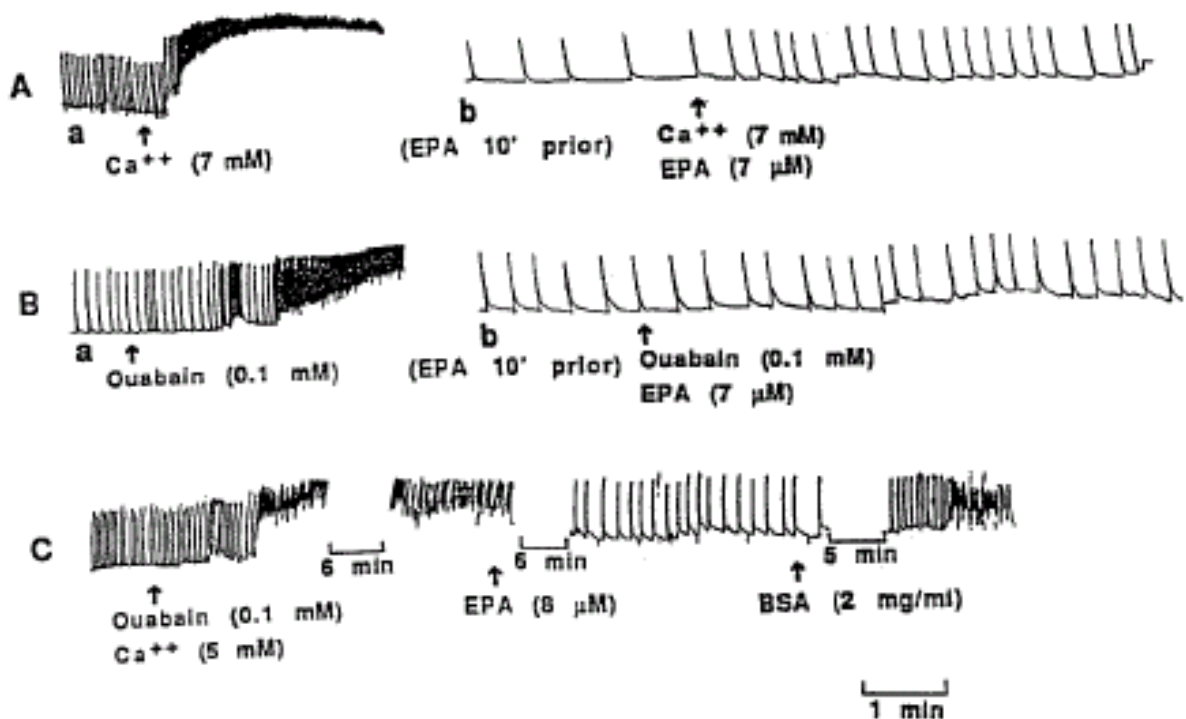 A
a
Ca++ (7 mM)
b
(EPA 10' prior)
Ca++ (7 mM)
EPA (7 µM)
B
a
Ouabain (0.1 mM)
b
(EPA 10' prior)
Ouabain (0.1 mM)
EPA (7 µM)
C
6 min
6 min
5 min
Ouabain (0.1 mM)
Ca++ (5 mM)
EPA (8 µM)
BSA (2 mg/ml)
1 min